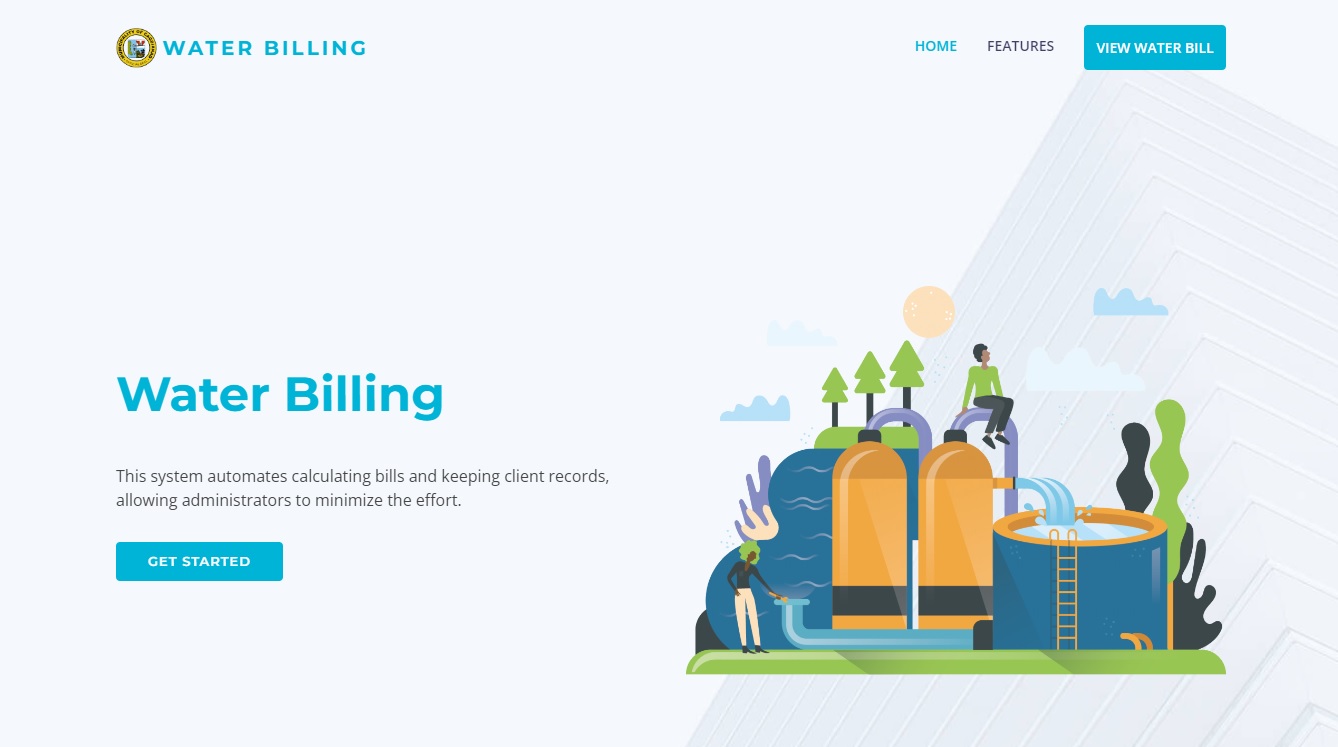 WATER BILLING
HOME
FEATURES
VIEW WATER BILL
Water Billing
This system automates calculating bills and keeping client records,
allowing administrators to minimize the effort.
GET STARTED